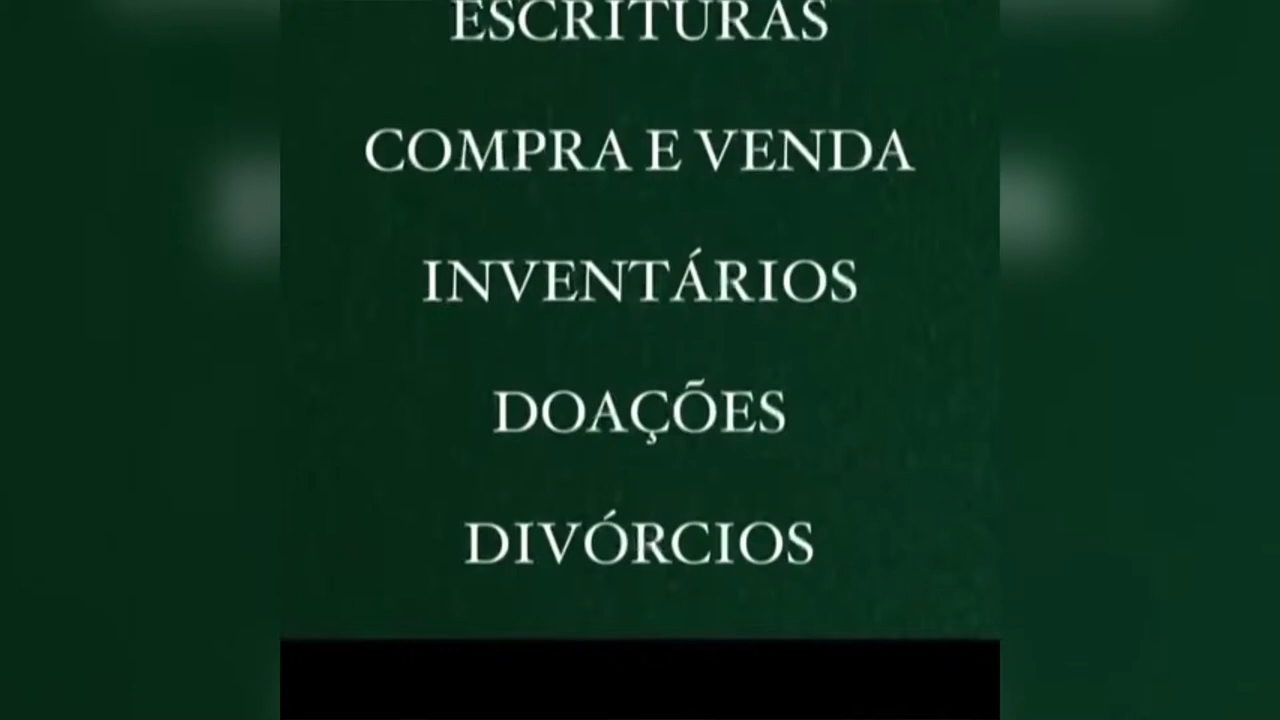 ESCRITURAS
COMPRA E VENDA
INVENTÁRIOS
DOAÇÕES
DIVÓRCIOS